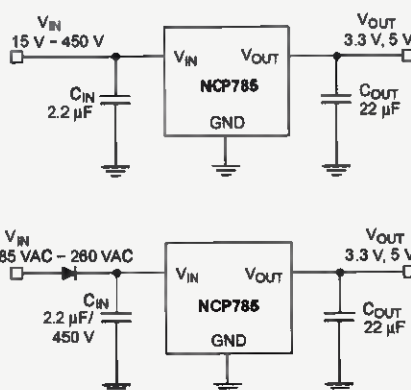 VIN
15 V – 450 V
VOUT
3.3 V, 5 V
VIN
VOUT
NCP785
GND
CIN
2.2 µF
COUT
22 µF
VIN
85 VAC – 260 VAC
VOUT
3.3 V, 5 V
VIN
VOUT
NCP785
GND
CIN
2.2 µF/
450 V
COUT
22 µF